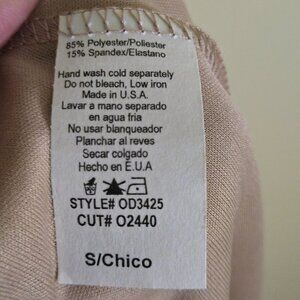 85% Polyester/Poliester
15% Spandex/Elastano
Hand wash cold separately
Do not bleach, Low iron
Made in U.S.A.
Lavar a mano separado
en agua fria
No usar blanqueador
Planchar al reves
Secar colgado
Hecho en E.U.A
STYLE# OD3425
CUT# O2440
S/Chico